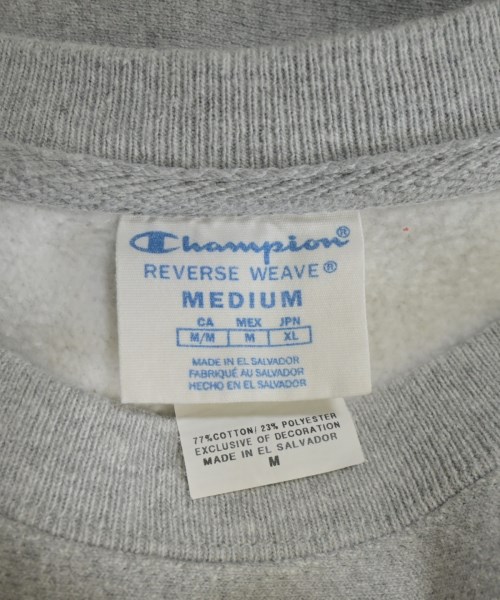 Champion®
REVERSE WEAVE®
MEDIUM
CA MEX JPN
M/M M XL
MADE IN EL SALVADOR
FABRIQUÉ AU SALVADOR
HECHO EN EL SALVADOR
77%COTTON/ 23% POLYESTER
EXCLUSIVE OF DECORATION
MADE IN EL SALVADOR
M